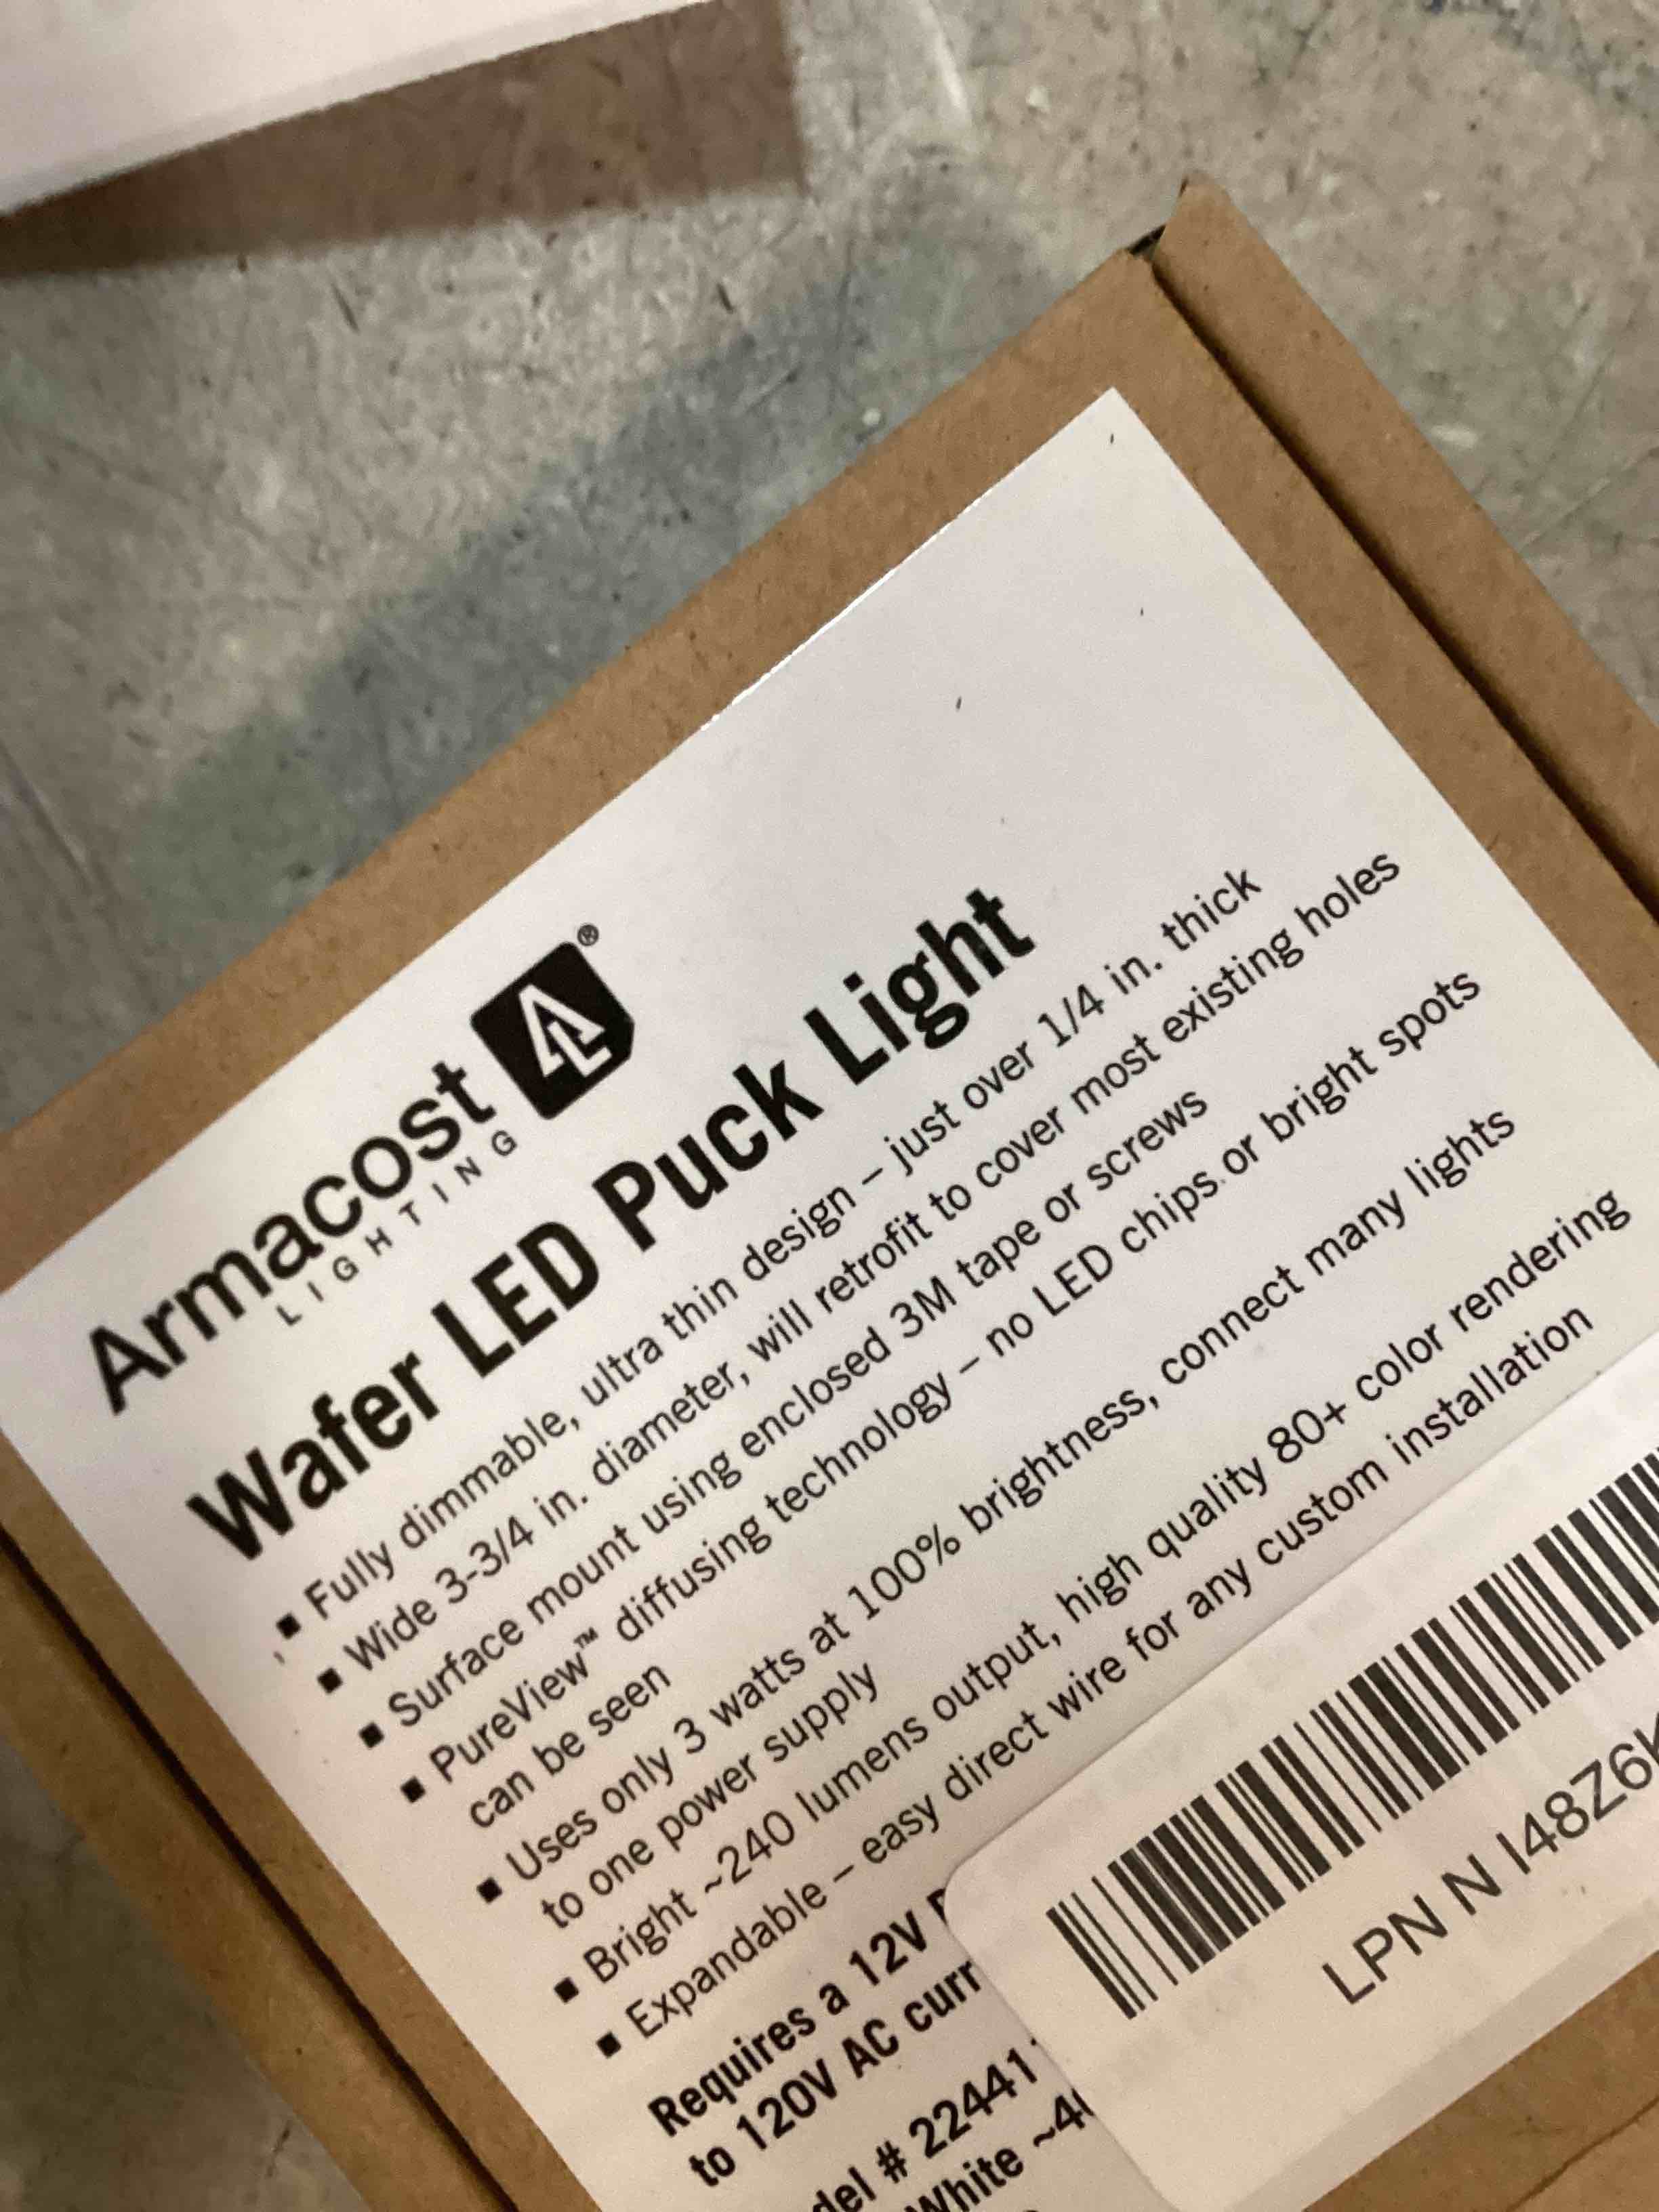 Armacost
LIGHTING
®
Wafer LED Puck Light
▪ Fully dimmable, ultra thin design – just over 1/4 in. thick
▪ Wide 3-3/4 in. diameter, will retrofit to cover most existing holes
▪ Surface mount using enclosed 3M tape or screws
▪ PureView™ diffusing technology – no LED chips or bright spots
can be seen
▪ Uses only 3 watts at 100% brightness, connect many lights
to one power supply
▪ Bright ~240 lumens output, high quality 80+ color rendering
▪ Expandable – easy direct wire for any custom installation
Requires a 12V
to 120V AC curr
del # 22441
White ~4
LPN N I48Z6